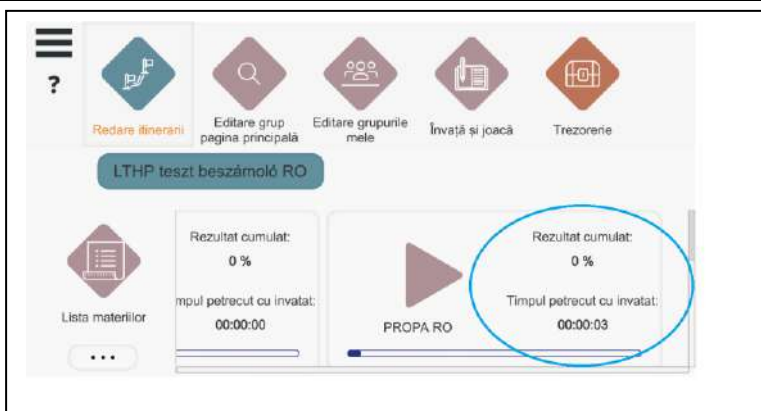 ?
Redare itinerarii
Editare grup
pagina principală
Editare grupurile
mele
Învață și joacă
Trezorerie
LTHP teszt beszámoló RO
Lista materiilor
Rezultat cumulat:
0 %
mpul petrecut cu invatat:
00:00:00
PROPA RO
Rezultat cumulat:
0 %
Timpul petrecut cu invatat:
00:00:03